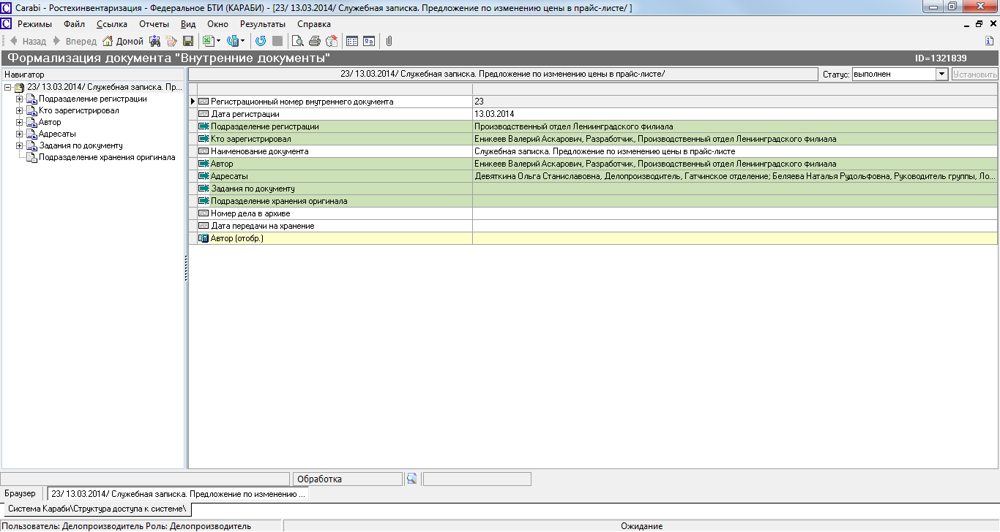 Carabi - Ростехинвентаризация - Федеральное БТИ (КАРАБИ) - [23/ 13.03.2014/ Служебная записка. Предложение по изменению цены в прайс-листе/ ]
Режимы Файл Ссылка Отчеты Вид Окно Результаты Справка
Назад Вперед Домой
Формализация документа "Внутренние документы" ID=1321839
Навигатор
23/ 13.03.2014/ Служебная записка. Пр...
Подразделение регистрации
Кто зарегистрировал
Автор
Адресаты
Задания по документу
Подразделение хранения оригинала
23/ 13.03.2014/ Служебная записка. Предложение по изменению цены в прайс-листе/ Статус: выполнен Установить
Регистрационный номер внутреннего документа 23
Дата регистрации 13.03.2014
Подразделение регистрации Производственный отдел Лениинградского филиала
Кто зарегистрировал Еникеев Валерий Аскарович, Разработчик, Производственный отдел Лениинградского филиала
Наименование документа Служебная записка. Предложение по изменению цены в прайс-листе
Автор Еникеев Валерий Аскарович, Разработчик, Производственный отдел Лениинградского филиала
Адресаты Девяткина Ольга Станиславовна, Делопроизводитель, Гатчинское отделение; Беляева Наталья Рудольфовна, Руководитель группы, Ло...
Задания по документу
Подразделение хранения оригинала
Номер дела в архиве
Дата передачи на хранение
Автор (отобр.)
Обработка
Браузер 23/ 13.03.2014/ Служебная записка. Предложение по изменению ...
Система Караби\Структура доступа к системе\
Пользователь: Делопроизводитель Роль: Делопроизводитель Ожидание